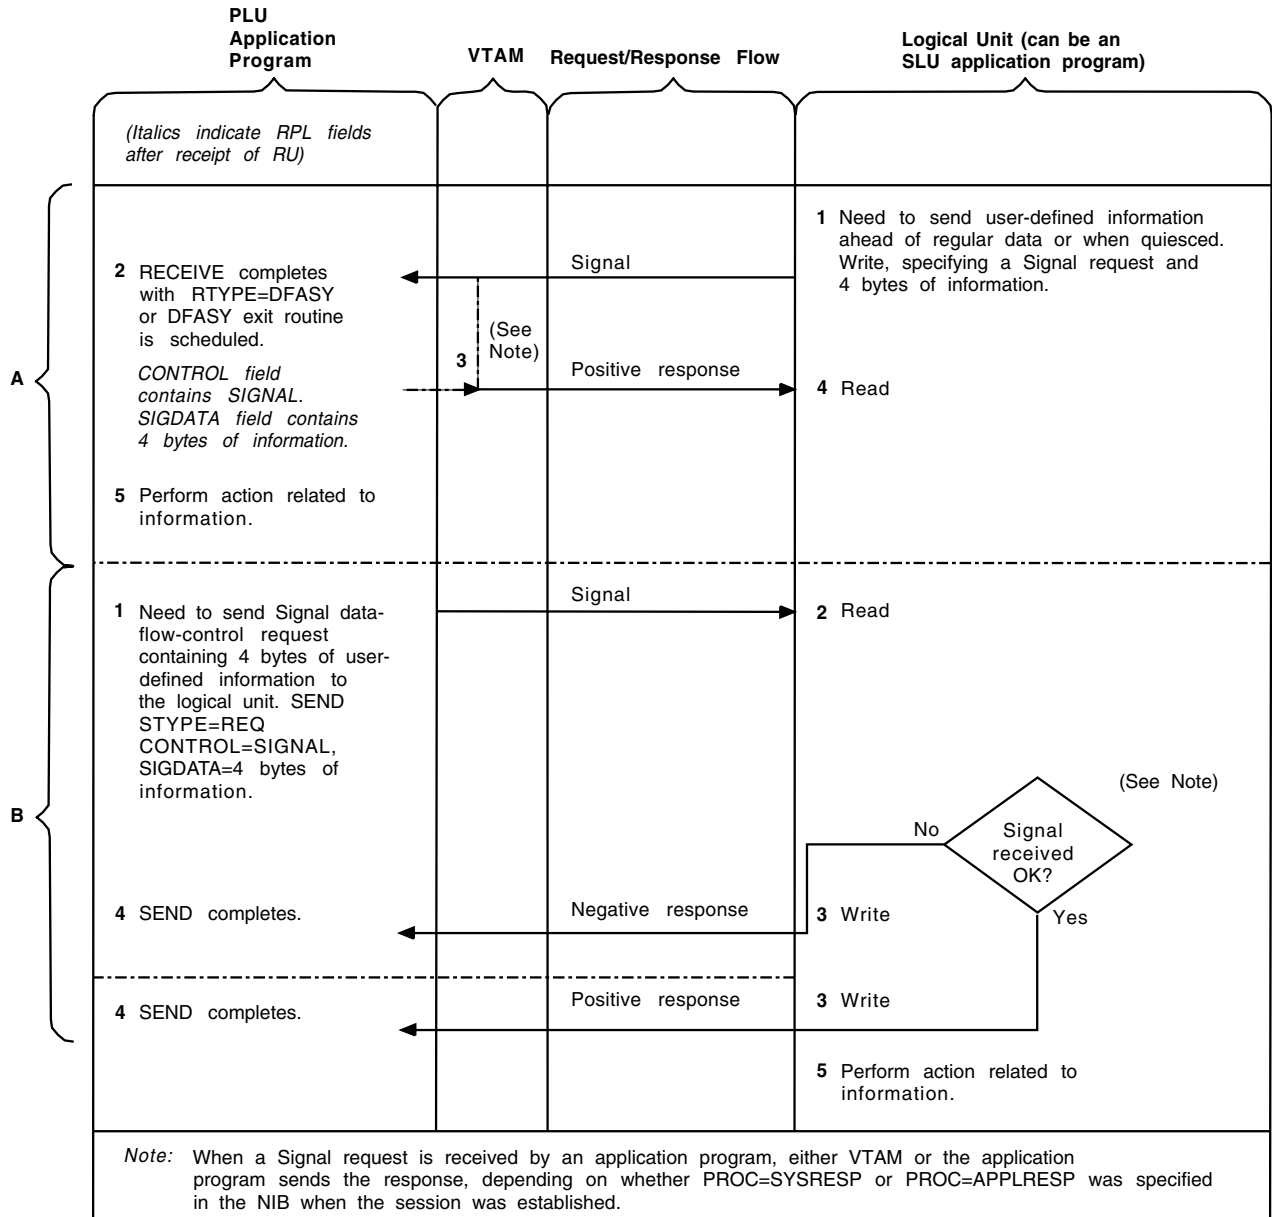 PLU
Application
Program
VTAM
Request/Response Flow
Logical Unit (can be an
SLU application program)
(Italics indicate RPL fields
after receipt of RU)
A
1 Need to send user-defined information
ahead of regular data or when quiesced.
Write, specifying a Signal request and
4 bytes of information.
Signal
2 RECEIVE completes
with RTYPE=DFASY
or DFASY exit routine
is scheduled.
(See
Note)
3
CONTROL field
contains SIGNAL.
SIGDATA field contains
4 bytes of information.
Positive response
4 Read
5 Perform action related to
information.
B
1 Need to send Signal data-
flow-control request
containing 4 bytes of user-
defined information to
the logical unit. SEND
STYPE=REQ
CONTROL=SIGNAL,
SIGDATA=4 bytes of
information.
Signal
2 Read
(See Note)
No
Signal
received
OK?
Yes
4 SEND completes.
Negative response
3 Write
4 SEND completes.
Positive response
3 Write
5 Perform action related to
information.
Note: When a Signal request is received by an application program, either VTAM or the application
program sends the response, depending on whether PROC=SYSRESP or PROC=APPLRESP was specified
in the NIB when the session was established.